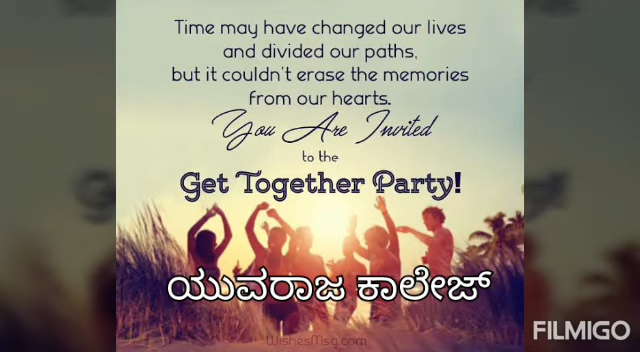 Time may have changed our lives
and divided our paths,
but it couldn't erase the memories
from our hearts.
You Are Invited
to the
Get Together Party!
ಯುವರಾಜ ಕಾಲೇಜ್
WishesMsg.com
FILMIGO